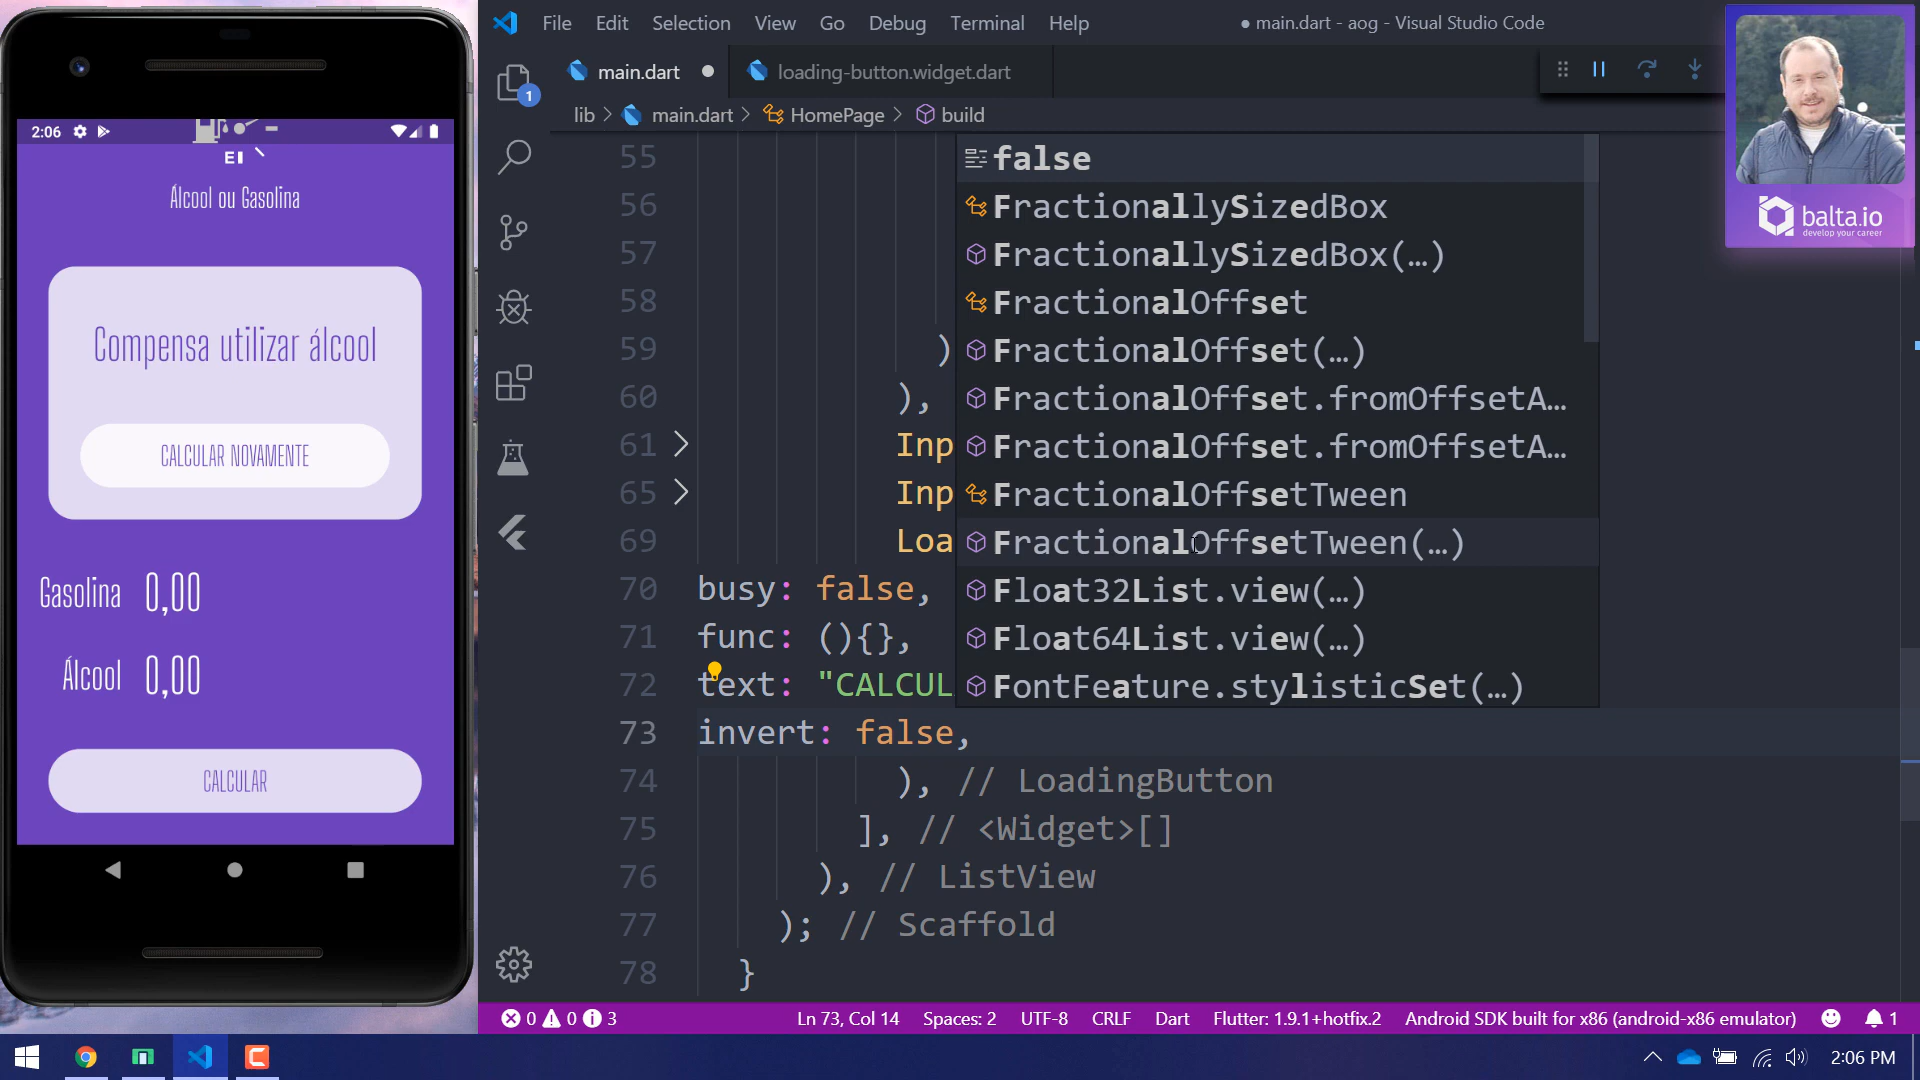 File Edit Selection View Go Debug Terminal Help
● main.dart - aog - Visual Studio Code
main.dart ●
loading-button.widget.dart
1
lib > main.dart > HomePage > build
balta.io
develop your career
2:06
Álcool ou Gasolina
Compensa utilizar álcool
CALCULAR NOVAMENTE
Gasolina 0,00
Álcool 0,00
CALCULAR
55
56
57
58
59 )
60 ),
61 > Inp
65 > Inp
69 Loa
70 busy: false,
71 func: (){},
72 text: "CALCUL
73 invert: false,
74 ), // LoadingButton
75 ], // <Widget>[]
76 ), // ListView
77 ); // Scaffold
78 }
false
FractionallySizedBox
FractionallySizedBox(…)
FractionalOffset
FractionalOffset(…)
FractionalOffset.fromOffsetA…
FractionalOffset.fromOffsetA…
FractionalOffsetTween
FractionalOffsetTween(…)
Float32List.view(…)
Float64List.view(…)
FontFeature.stylisticSet(…)
0 0 3
Ln 73, Col 14 Spaces: 2 UTF-8 CRLF Dart Flutter: 1.9.1+hotfix.2 Android SDK built for x86 (android-x86 emulator) 1
2:06 PM